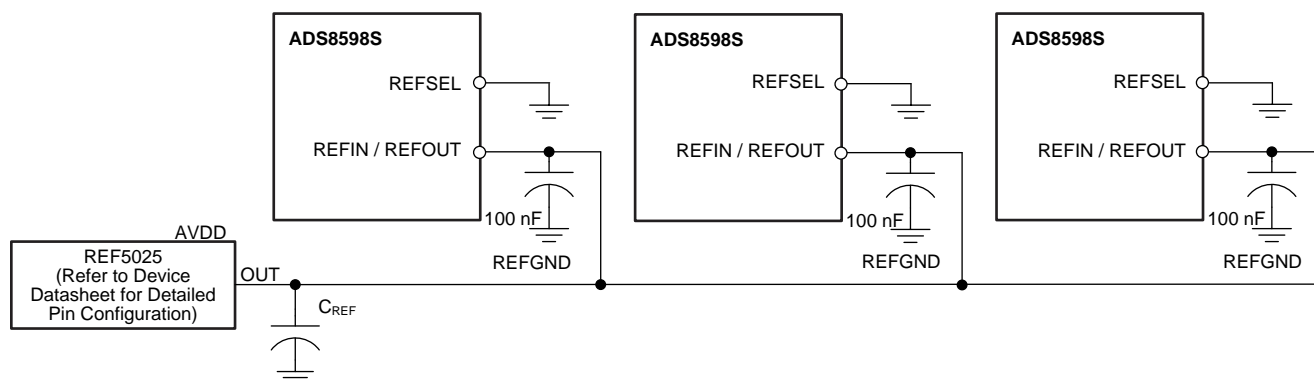 ADS8598S
ADS8598S
ADS8598S
REFSEL
REFSEL
REFSEL
REFIN / REFOUT
REFIN / REFOUT
REFIN / REFOUT
100 nF
100 nF
100 nF
AVDD
REFGND
REFGND
REFGND
REF5025
(Refer to Device
Datasheet for Detailed
Pin Configuration)
OUT
CREF